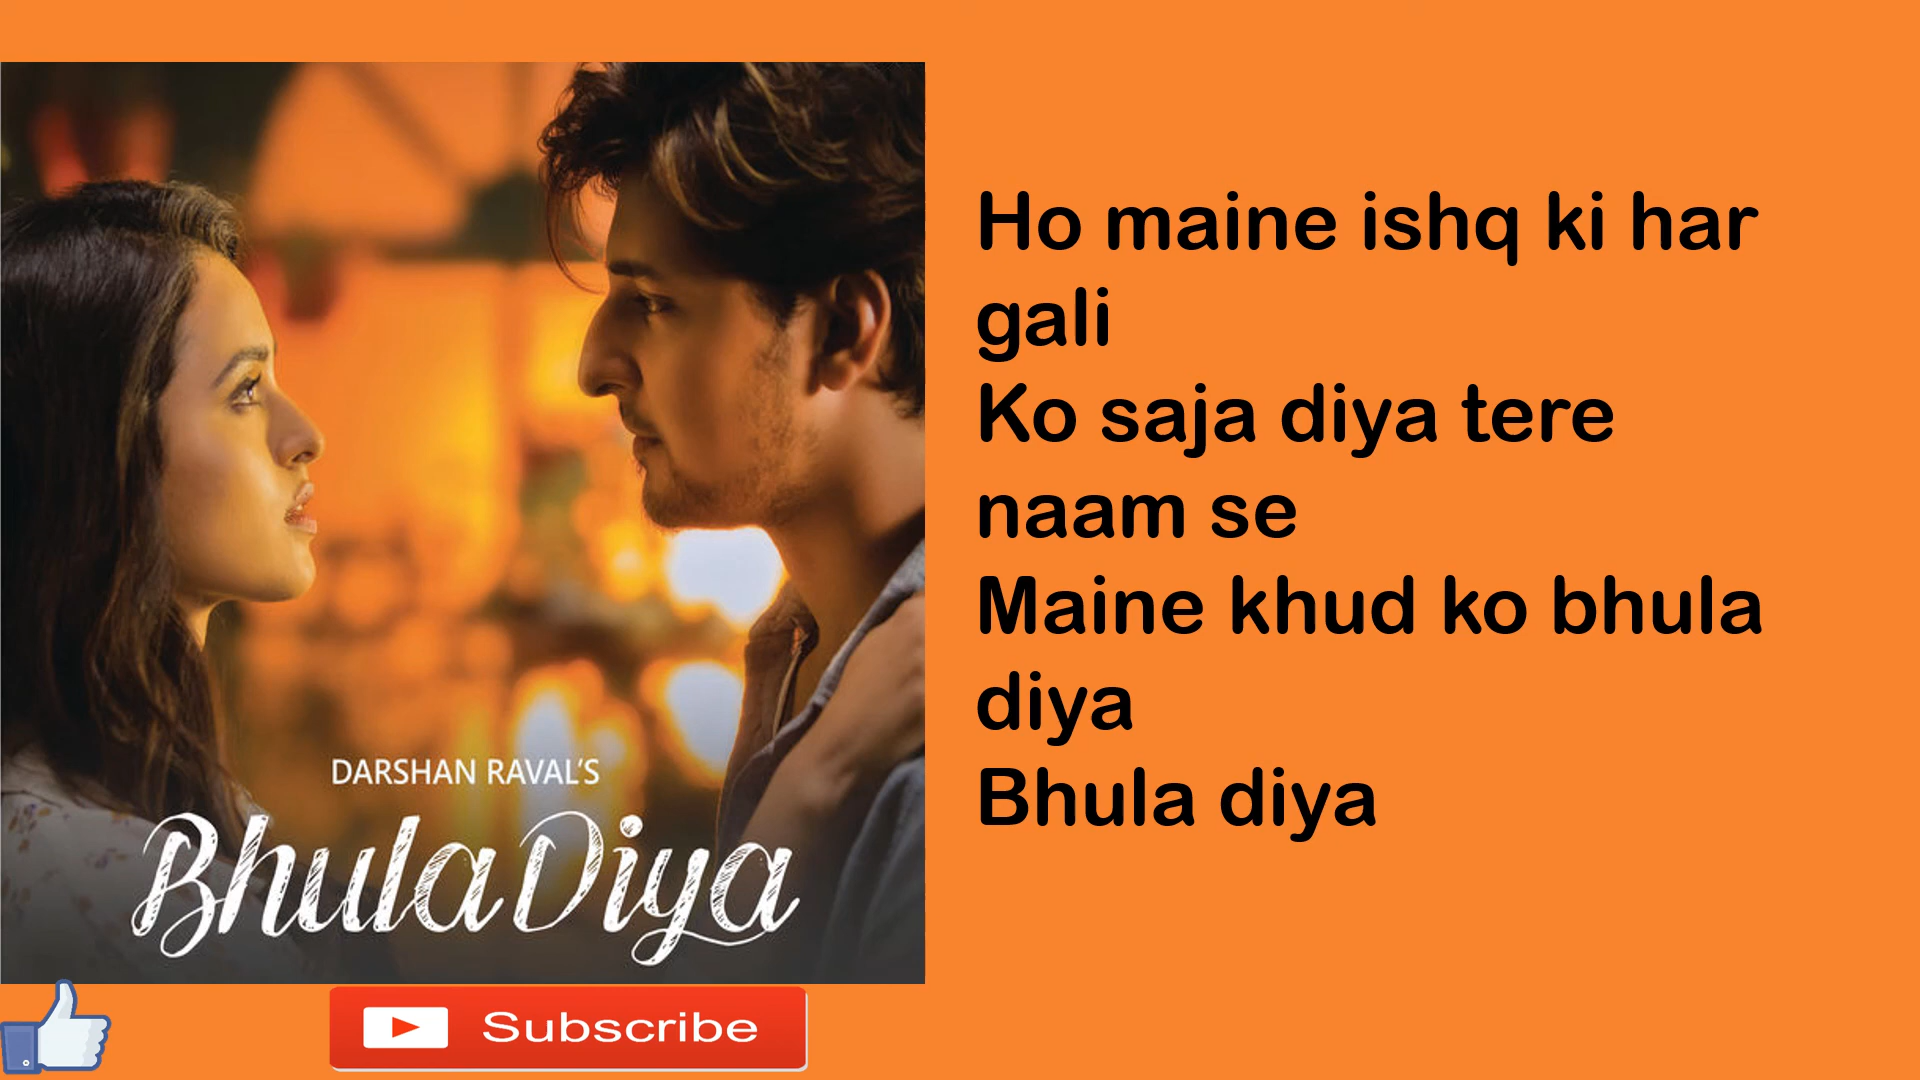 Ho maine ishq ki har
gali
Ko saja diya tere
naam se
Maine khud ko bhula
diya
Bhula diya
DARSHAN RAVAL'S
Bhula Diya
Subscribe